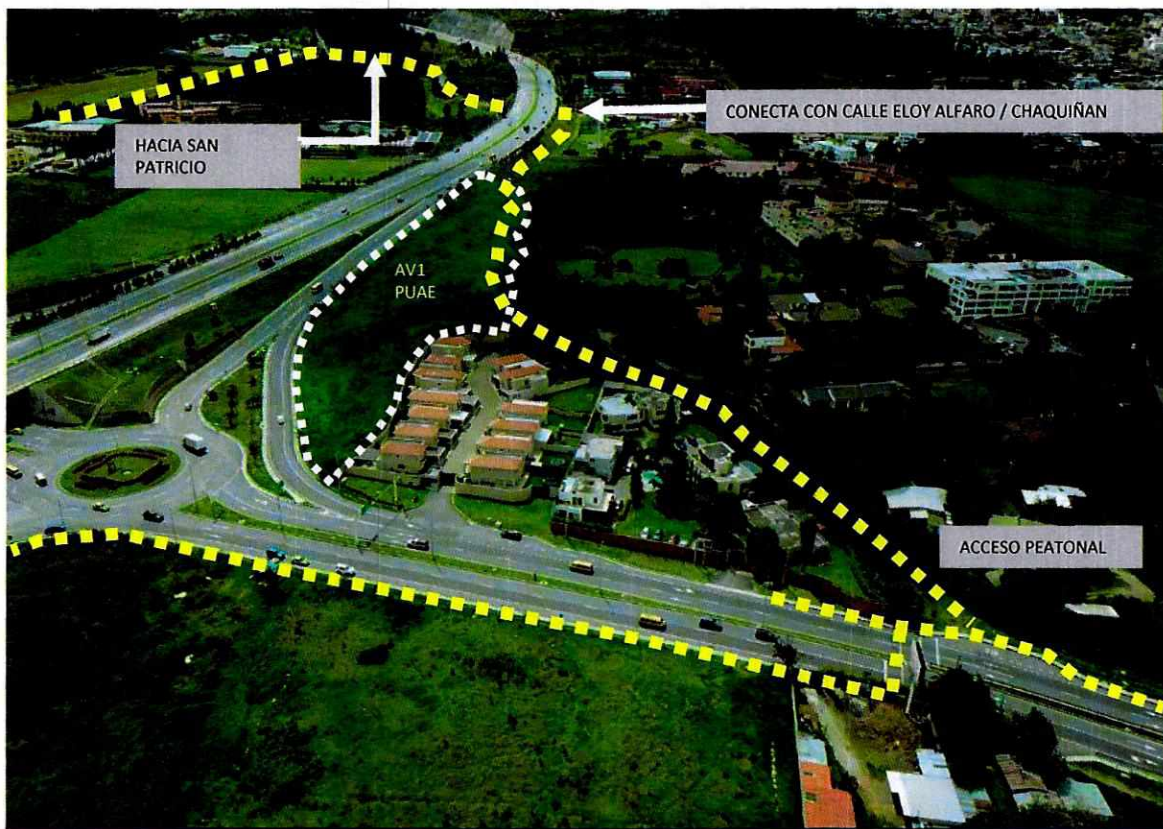 CONECTA CON CALLE ELOY ALFARO / CHAQUIÑAN
HACIA SAN
PATRICIO
AV1
PUAE
ACCESO PEATONAL